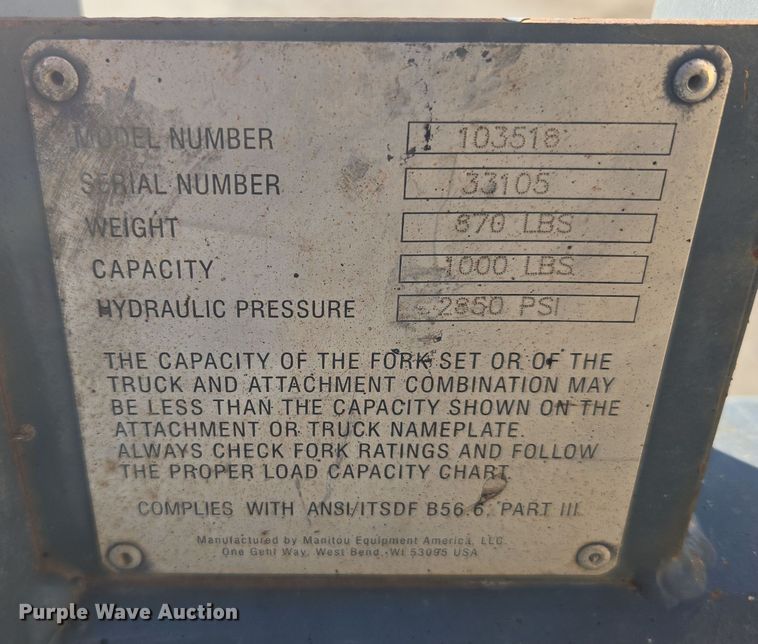 MODEL NUMBER 103518
SERIAL NUMBER 33105
WEIGHT 870 LBS
CAPACITY 1000 LBS
HYDRAULIC PRESSURE 2850 PSI
THE CAPACITY OF THE FORK SET OR OF THE
TRUCK AND ATTACHMENT COMBINATION MAY
BE LESS THAN THE CAPACITY SHOWN ON THE
ATTACHMENT OR TRUCK NAMEPLATE.
ALWAYS CHECK FORK RATINGS AND FOLLOW
THE PROPER LOAD CAPACITY CHART
COMPLIES WITH ANSI/ITSDF B56.6, PART III
Manufactured by Manitou Equipment America, LLC.
One Gehl Way, West Bend, WI 53095 USA
Purple Wave Auction